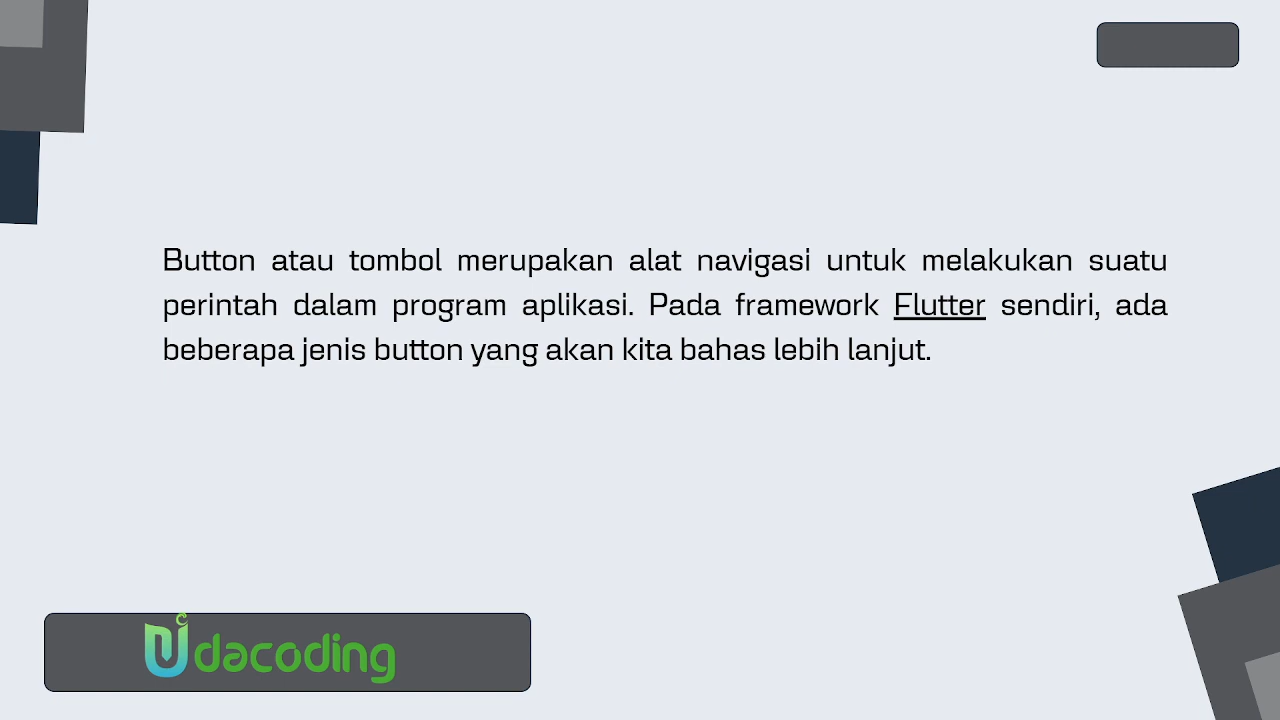 Button atau tombol merupakan alat navigasi untuk melakukan suatu
perintah dalam program aplikasi. Pada framework Flutter sendiri, ada
beberapa jenis button yang akan kita bahas lebih lanjut.
Udacoding